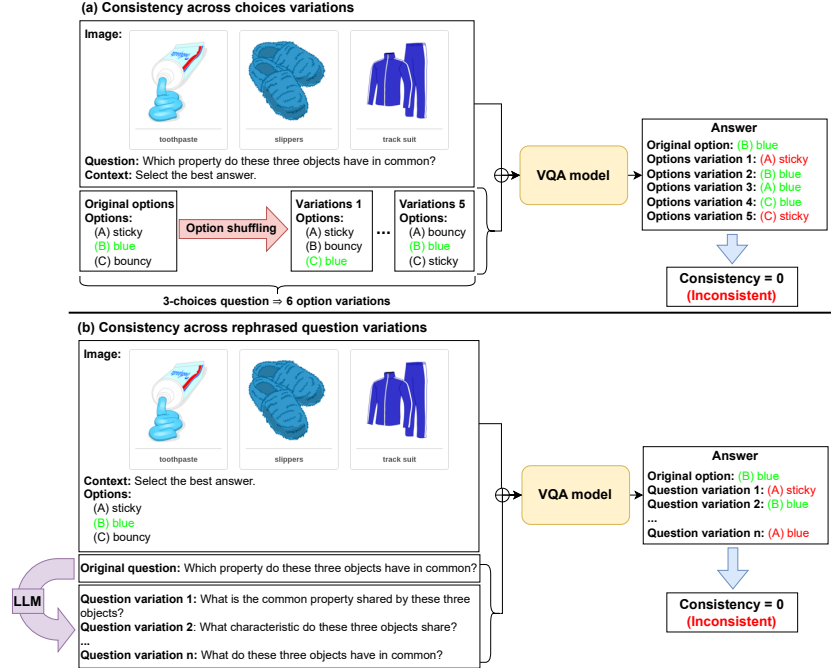 (a) Consistency across choices variations
Image:
toothpaste
slippers
track suit
Question: Which property do these three objects have in common?
Context: Select the best answer.
Original options
Options:
(A) sticky
(B) blue
(C) bouncy
Option shuffling
Variations 1
Options:
(A) sticky
(B) bouncy
(C) blue
...
Variations 5
Options:
(A) bouncy
(B) blue
(C) sticky
3-choices question ⇒ 6 option variations
VQA model
Answer
Original option: (B) blue
Options variation 1: (A) sticky
Options variation 2: (B) blue
Options variation 3: (A) blue
Options variation 4: (C) blue
Options variation 5: (C) sticky
Consistency = 0
(Inconsistent)
(b) Consistency across rephrased question variations
Image:
toothpaste
slippers
track suit
Context: Select the best answer.
Options:
(A) sticky
(B) blue
(C) bouncy
LLM
Original question: Which property do these three objects have in common?
Question variation 1: What is the common property shared by these three
objects?
Question variation 2: What characteristic do these three objects share?
...
Question variation n: What do these three objects have in common?
VQA model
Answer
Original option: (B) blue
Question variation 1: (A) sticky
Question variation 2: (B) blue
...
Question variation n: (A) blue
Consistency = 0
(Inconsistent)